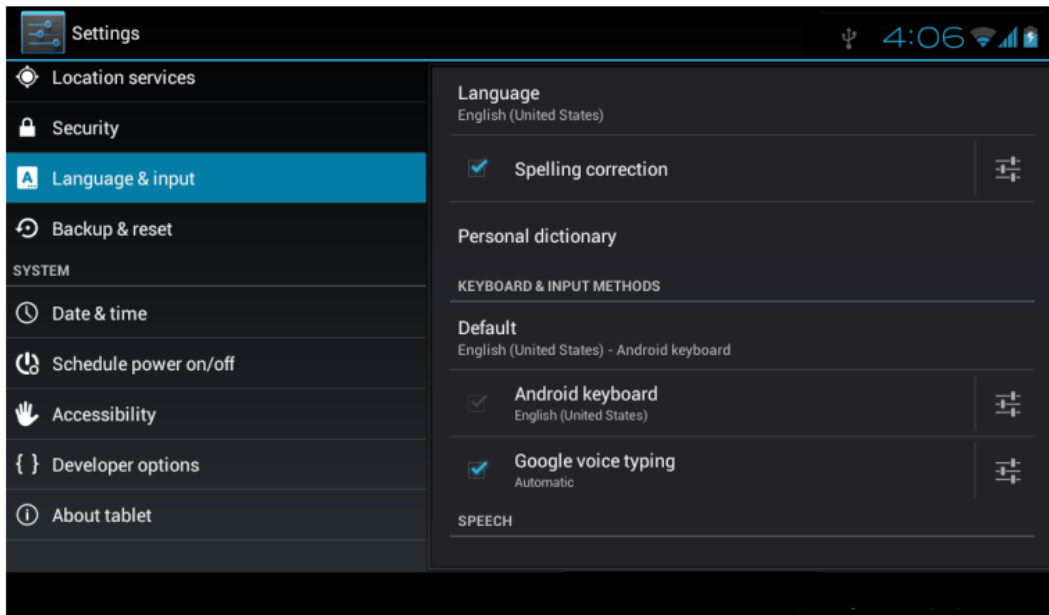 Settings
4:06
Location services
Security
Language & input
Backup & reset
SYSTEM
Date & time
Schedule power on/off
Accessibility
{ } Developer options
About tablet
Language
English (United States)
Spelling correction
Personal dictionary
KEYBOARD & INPUT METHODS
Default
English (United States) - Android keyboard
Android keyboard
English (United States)
Google voice typing
Automatic
SPEECH